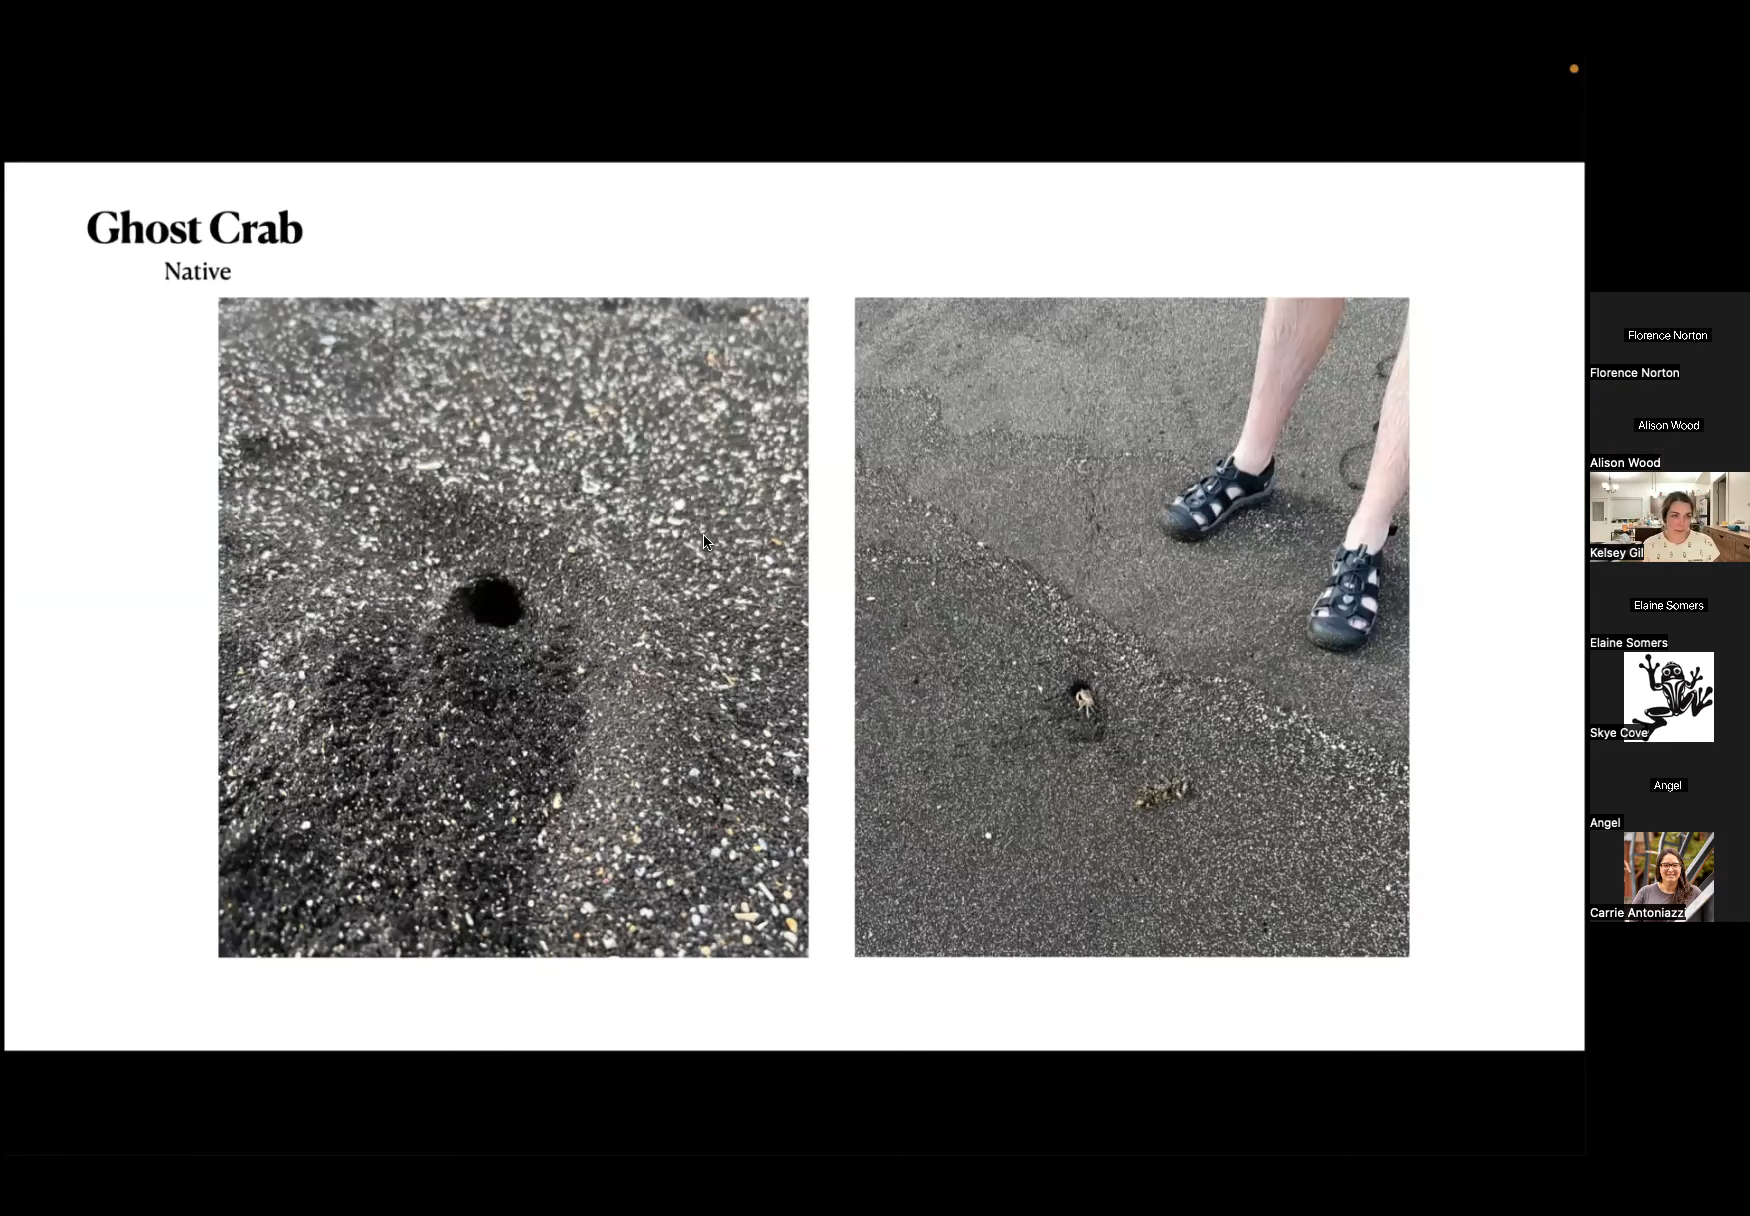 Ghost Crab
Native
Florence Norton
Florence Norton
Alison Wood
Alison Wood
Kelsey Gil
Elaine Somers
Elaine Somers
Skye Cove
Angel
Angel
Carrie Antoniazzi